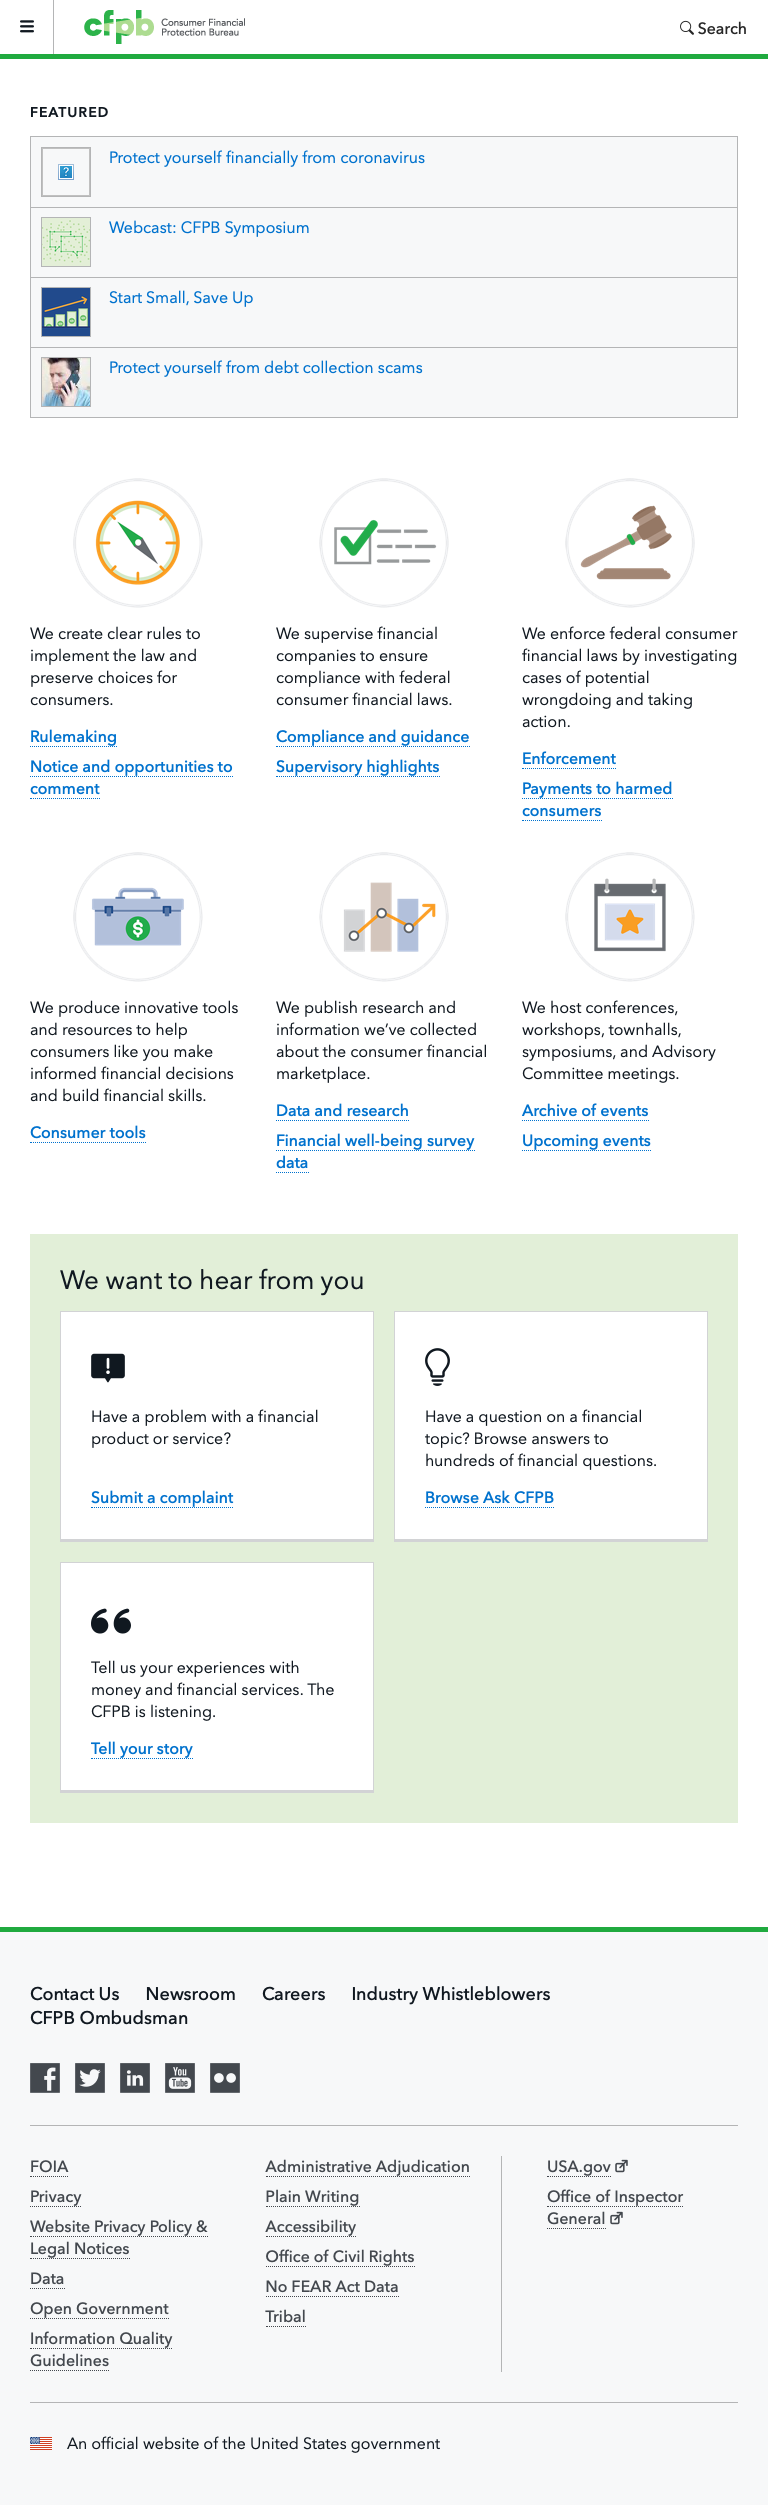 cfpb Consumer Financial
Protection Bureau
Search
FEATURED
Protect yourself financially from coronavirus
Webcast: CFPB Symposium
Start Small, Save Up
Protect yourself from debt collection scams
We create clear rules to
implement the law and
preserve choices for
consumers.
Rulemaking
Notice and opportunities to
comment
We supervise financial
companies to ensure
compliance with federal
consumer financial laws.
Compliance and guidance
Supervisory highlights
We enforce federal consumer
financial laws by investigating
cases of potential
wrongdoing and taking
action.
Enforcement
Payments to harmed
consumers
We produce innovative tools
and resources to help
consumers like you make
informed financial decisions
and build financial skills.
Consumer tools
We publish research and
information we’ve collected
about the consumer financial
marketplace.
Data and research
Financial well-being survey
data
We host conferences,
workshops, townhalls,
symposiums, and Advisory
Committee meetings.
Archive of events
Upcoming events
We want to hear from you
Have a problem with a financial
product or service?
Submit a complaint
Have a question on a financial
topic? Browse answers to
hundreds of financial questions.
Browse Ask CFPB
Tell us your experiences with
money and financial services. The
CFPB is listening.
Tell your story
Contact Us Newsroom Careers Industry Whistleblowers
CFPB Ombudsman
You
Tube
FOIA
Privacy
Website Privacy Policy &
Legal Notices
Data
Open Government
Information Quality
Guidelines
Administrative Adjudication
Plain Writing
Accessibility
Office of Civil Rights
No FEAR Act Data
Tribal
USA.gov
Office of Inspector
General
An official website of the United States government